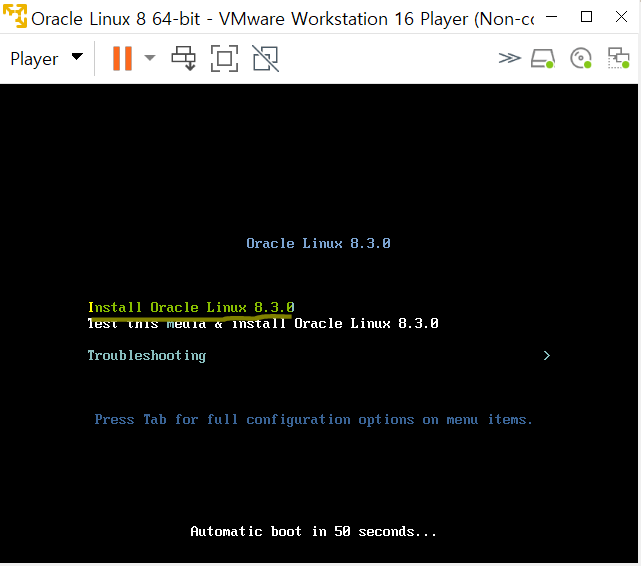 Oracle Linux 8 64-bit - VMware Workstation 16 Player (Non-co
Player
Oracle Linux 8.3.0
Install Oracle Linux 8.3.0
Test this media & install Oracle Linux 8.3.0
Troubleshooting >
Press Tab for full configuration options on menu items.
Automatic boot in 50 seconds...